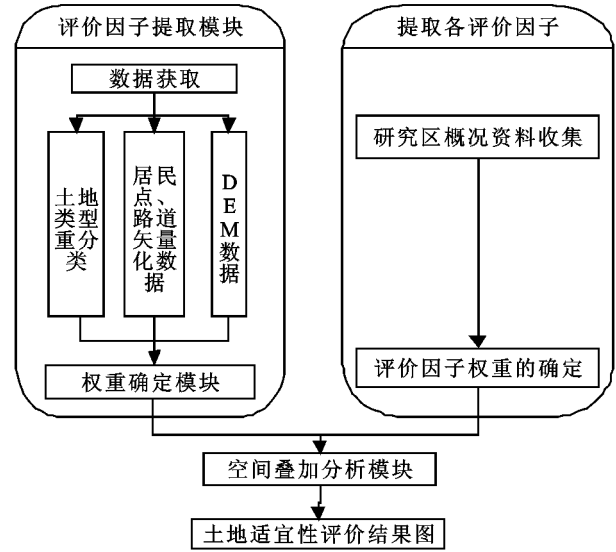 评价因子提取模块
数据获取
土地
类型
重分
类
居民
点、道
路矢量
化数据
DEM数据
权重确定模块
提取各评价因子
研究区概况资料收集
评价因子权重的确定
空间叠加分析模块
土地适宜性评价结果图